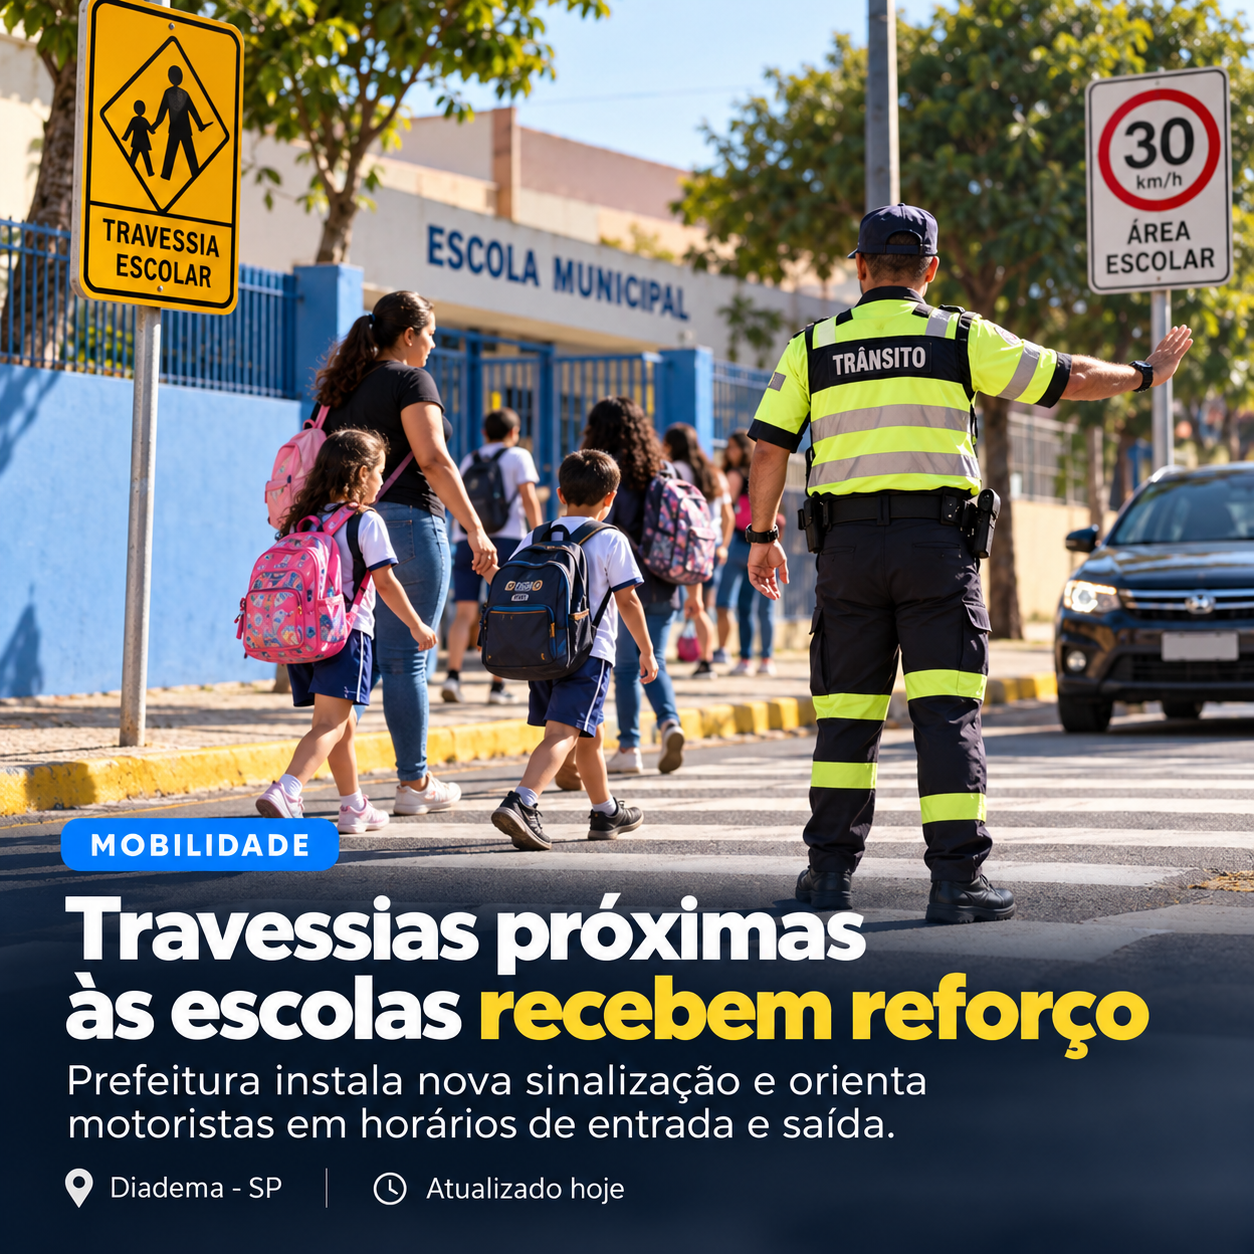 TRAVESSIA
ESCOLAR
ESCOLA MUNICIPAL
30
km/h
ÁREA
ESCOLAR
TRÂNSITO
MOBILIDADE
Travessias próximas
às escolas recebem reforço
Prefeitura instala nova sinalização e orienta
motoristas em horários de entrada e saída.
Diadema - SP
Atualizado hoje